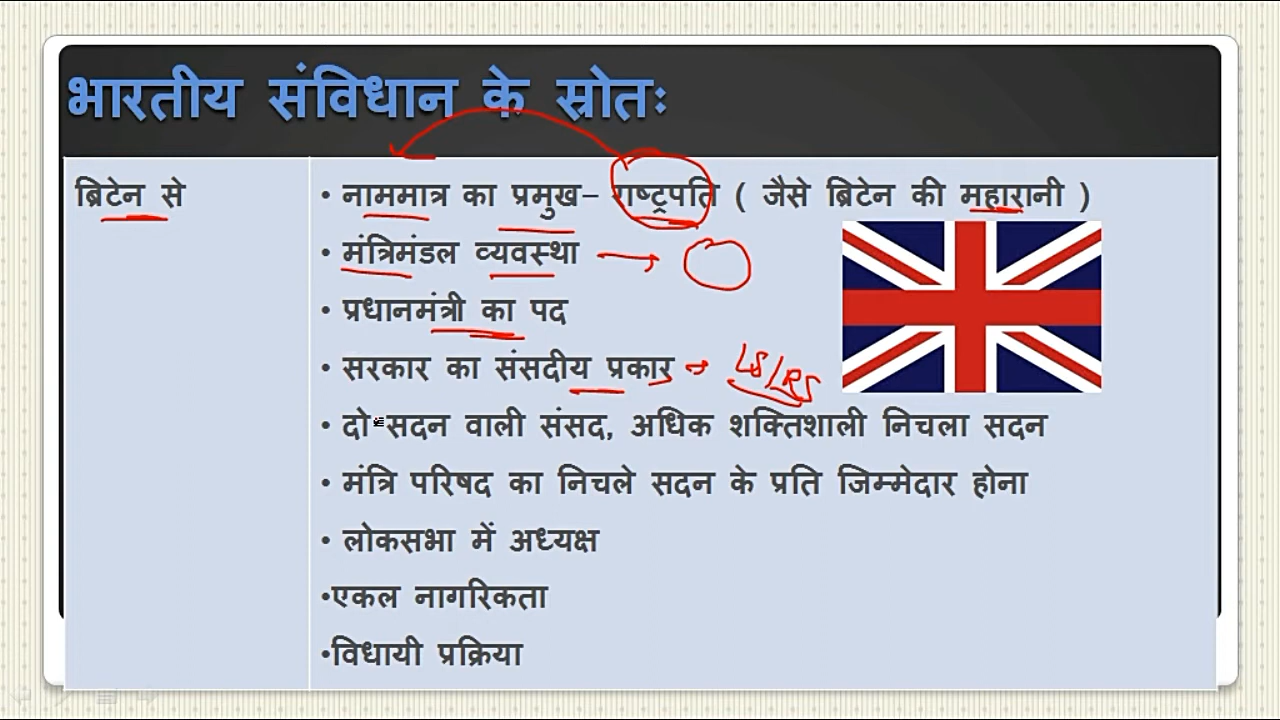 भारतीय संविधान के स्रोतः
ब्रिटेन से
• नाममात्र का प्रमुख– राष्ट्रपति ( जैसे ब्रिटेन की महारानी )
• मंत्रिमंडल व्यवस्था
• प्रधानमंत्री का पद
• सरकार का संसदीय प्रकार → LS/RS
• दो सदन वाली संसद, अधिक शक्तिशाली निचला सदन
• मंत्रि परिषद का निचले सदन के प्रति जिम्मेदार होना
• लोकसभा में अध्यक्ष
•एकल नागरिकता
•विधायी प्रक्रिया